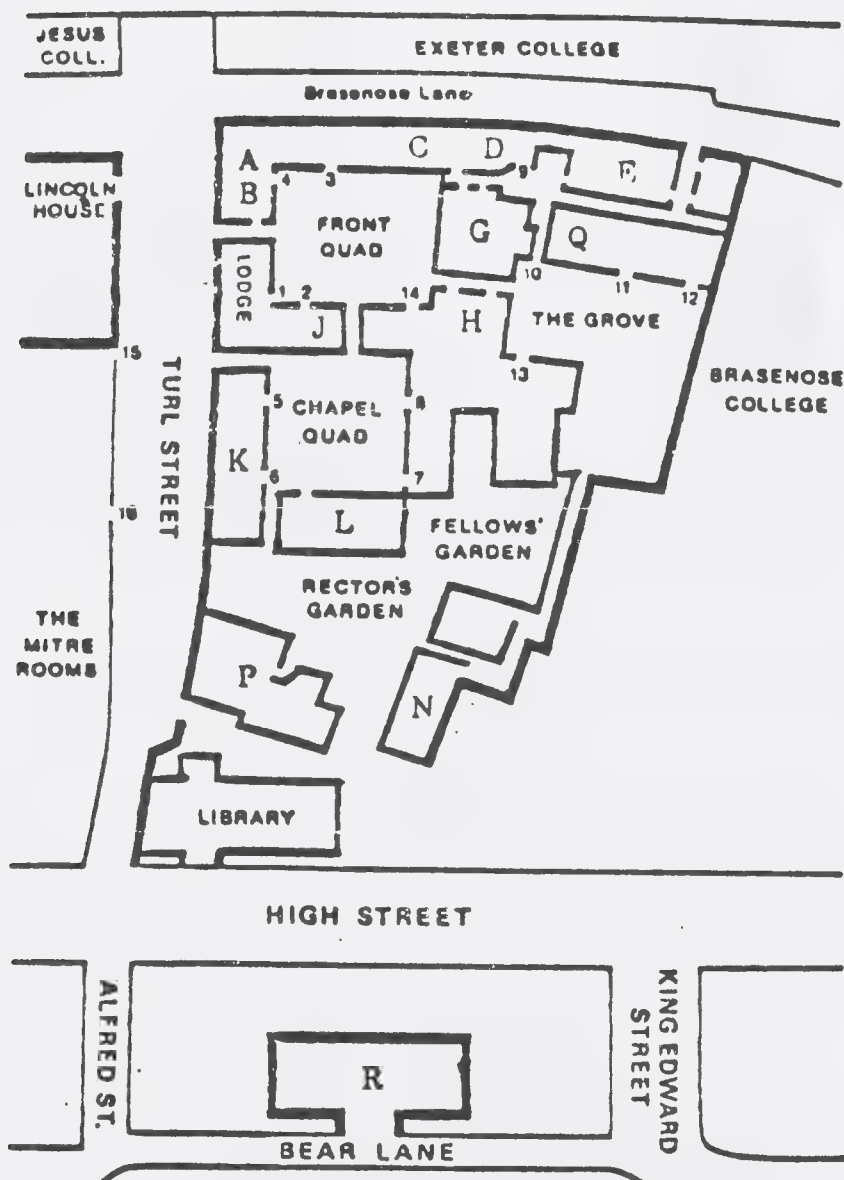 JESUS
COLL.
EXETER COLLEGE
Brasenose Lane
LINCOLN
HOUSE
A
B
C
D
E
4
3
9
FRONT
QUAD
G
Q
LODGE
10
11
12
1
2
14
J
H
THE GROVE
13
15
TURL STREET
BRASENOSE
COLLEGE
5
CHAPEL
QUAD
8
K
6
7
16
L
FELLOWS'
GARDEN
RECTOR'S
GARDEN
THE
MITRE
ROOMS
P
N
LIBRARY
HIGH STREET
ALFRED ST.
KING EDWARD
STREET
R
BEAR LANE